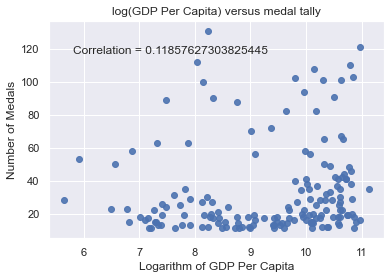 log(GDP Per Capita) versus medal tally
Correlation = 0.11857627303825445
120
100
80
60
40
20
Number of Medals
6 7 8 9 10 11
Logarithm of GDP Per Capita